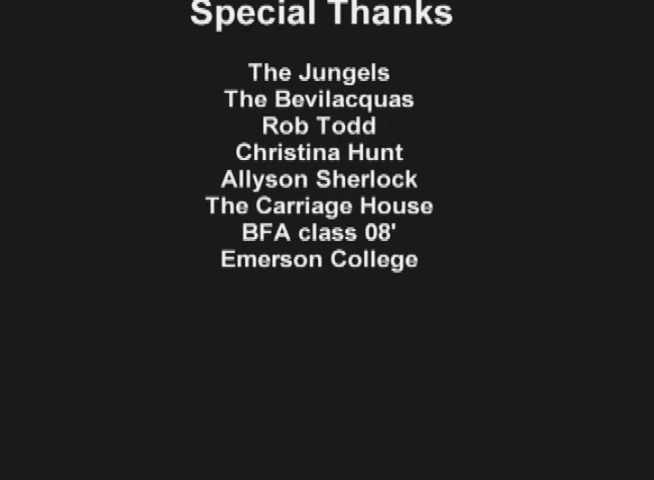 Special Thanks
The Jungels
The Bevilacquas
Rob Todd
Christina Hunt
Allyson Sherlock
The Carriage House
BFA class 08'
Emerson College